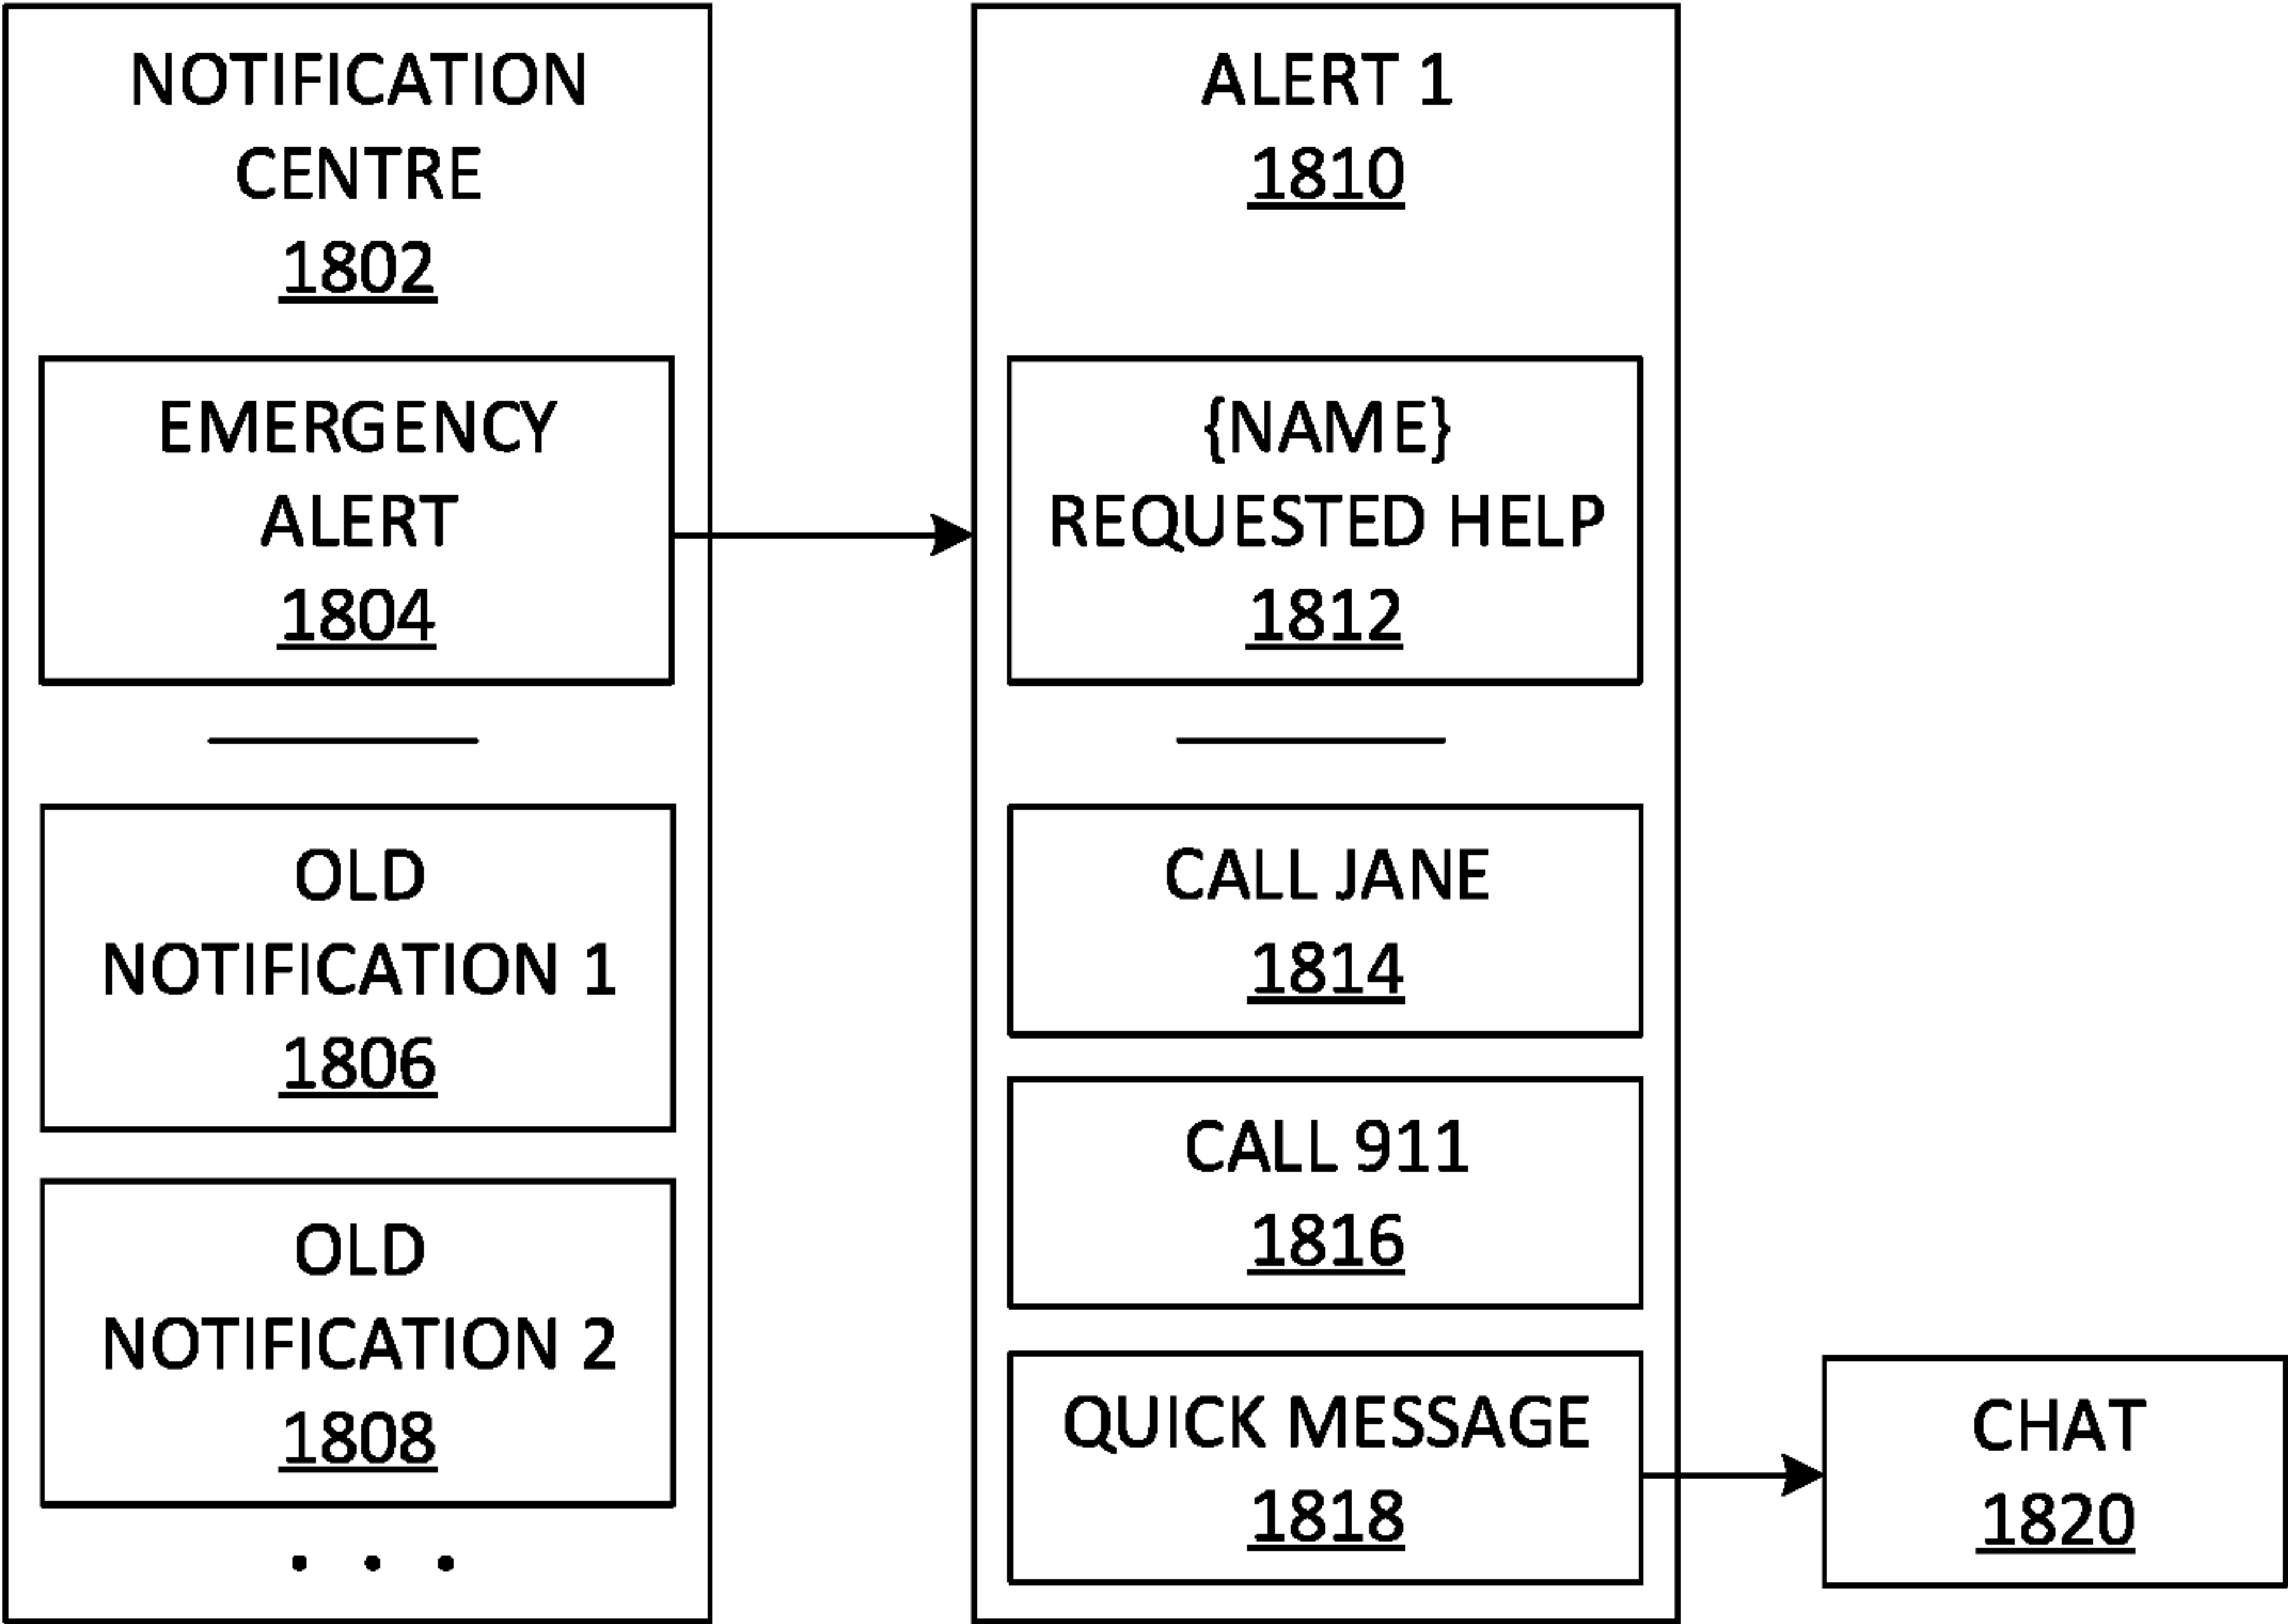 NOTIFICATION
CENTRE
1802
EMERGENCY
ALERT
1804
OLD
NOTIFICATION 1
1806
OLD
NOTIFICATION 2
1808
. . .
ALERT 1
1810
{NAME}
REQUESTED HELP
1812
CALL JANE
1814
CALL 911
1816
QUICK MESSAGE
1818
CHAT
1820